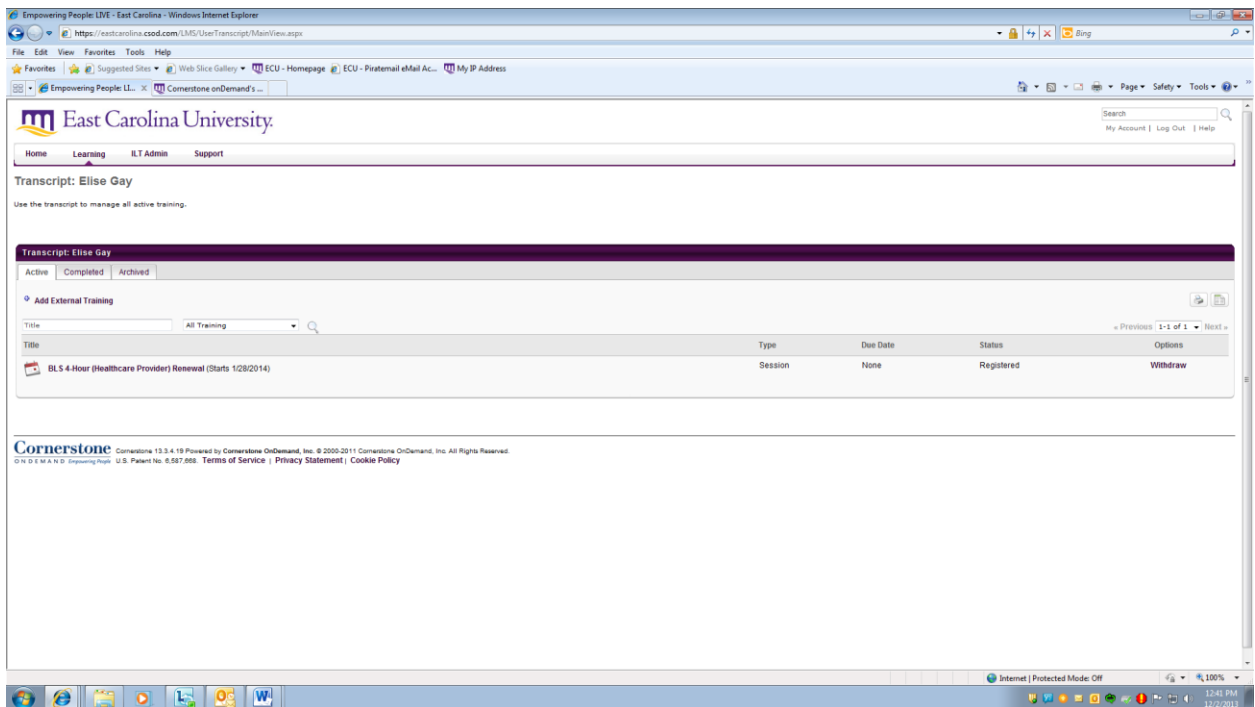 Empowering People: LIVE - East Carolina - Windows Internet Explorer
https://eastcarolina.csod.com/LMS/UserTranscript/MainView.aspx
Bing
File Edit View Favorites Tools Help
Favorites Suggested Sites Web Slice Gallery ECU - Homepage ECU - Piratemail eMail Ac... My IP Address
Empowering People: LI... Cornerstone onDemand's ... Page Safety Tools
East Carolina University.
Search
My Account | Log Out | Help
Home Learning ILT Admin Support
Transcript: Elise Gay
Use the transcript to manage all active training.
Transcript: Elise Gay
Active Completed Archived
Add External Training
Title All Training « Previous 1-1 of 1 Next »
Title Type Due Date Status Options
BLS 4-Hour (Healthcare Provider) Renewal (Starts 1/28/2014) Session None Registered Withdraw
Cornerstone Cornerstone 13.3.4.19 Powered by Cornerstone OnDemand, Inc. © 2000-2011 Cornerstone OnDemand, Inc. All Rights Reserved.
ONDEMAND Empowering People U.S. Patent No. 6,587,668. Terms of Service | Privacy Statement | Cookie Policy
Internet | Protected Mode: Off 100%
12:41 PM
12/2/2013